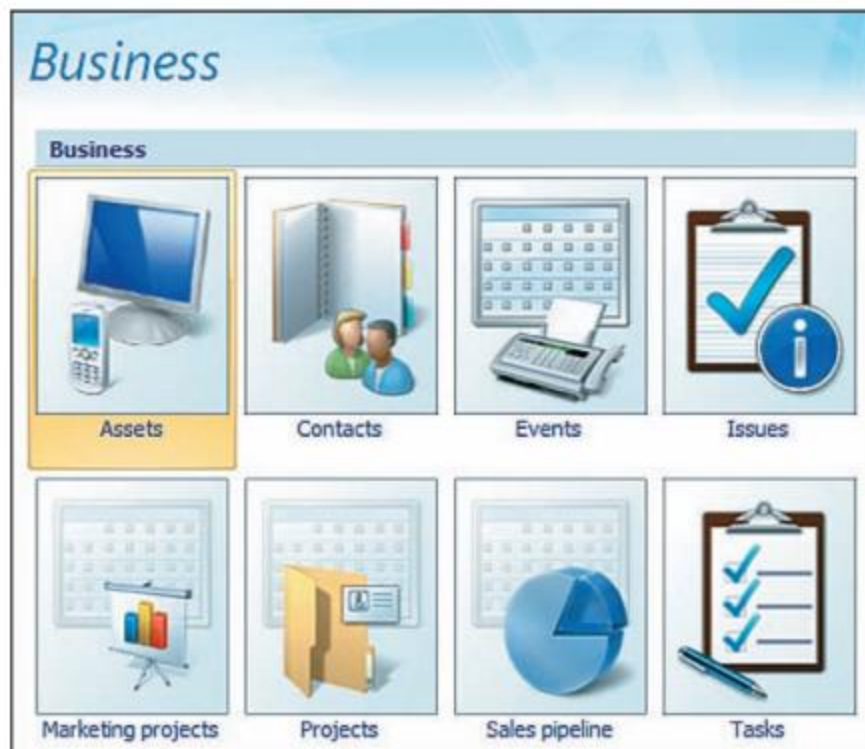 Business
Business
Assets Contacts Events Issues
Marketing projects Projects Sales pipeline Tasks